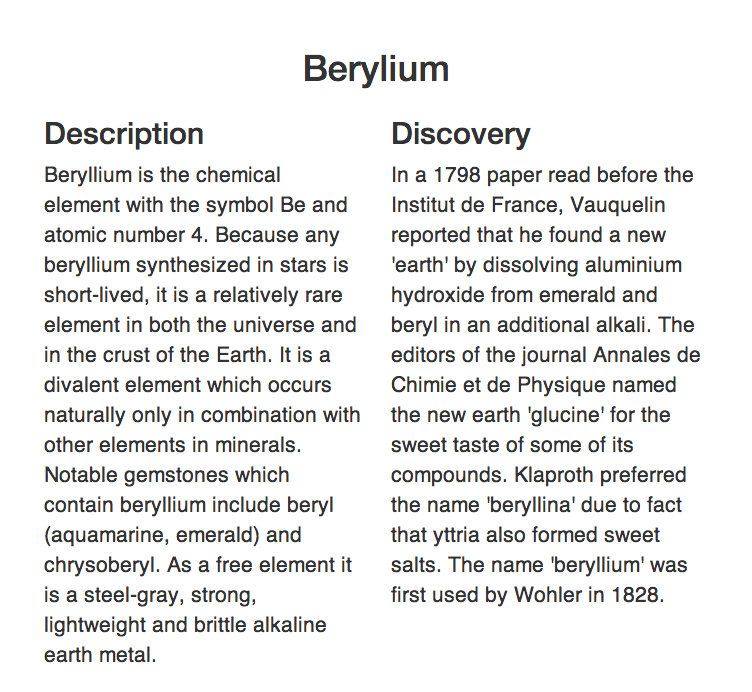 Berylium
Description
Beryllium is the chemical
element with the symbol Be and
atomic number 4. Because any
beryllium synthesized in stars is
short-lived, it is a relatively rare
element in both the universe and
in the crust of the Earth. It is a
divalent element which occurs
naturally only in combination with
other elements in minerals.
Notable gemstones which
contain beryllium include beryl
(aquamarine, emerald) and
chrysoberyl. As a free element it
is a steel-gray, strong,
lightweight and brittle alkaline
earth metal.
Discovery
In a 1798 paper read before the
Institut de France, Vauquelin
reported that he found a new
'earth' by dissolving aluminium
hydroxide from emerald and
beryl in an additional alkali. The
editors of the journal Annales de
Chimie et de Physique named
the new earth 'glucine' for the
sweet taste of some of its
compounds. Klaproth preferred
the name 'beryllina' due to fact
that yttria also formed sweet
salts. The name 'beryllium' was
first used by Wohler in 1828.